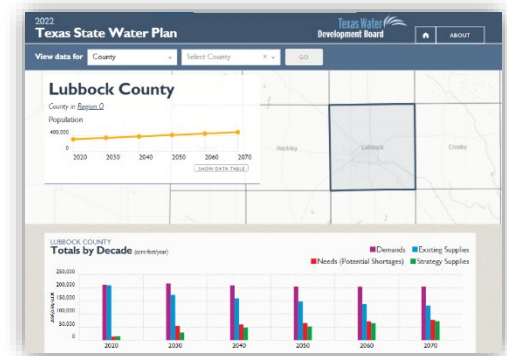 2022
Texas State Water Plan
Texas Water
Development Board
ABOUT
View data for County Select County × GO
Lubbock County
County in Region O
Population
400,000
0
2020 2030 2040 2050 2060 2070
SHOW DATA TABLE
Hockley Lubbock Crosby
LUBBOCK COUNTY
Totals by Decade (acre-feet/year)
Demands Existing Supplies
Needs (Potential Shortages) Strategy Supplies
250,000
200,000
150,000
100,000
50,000
0
2020 2030 2040 2050 2060 2070